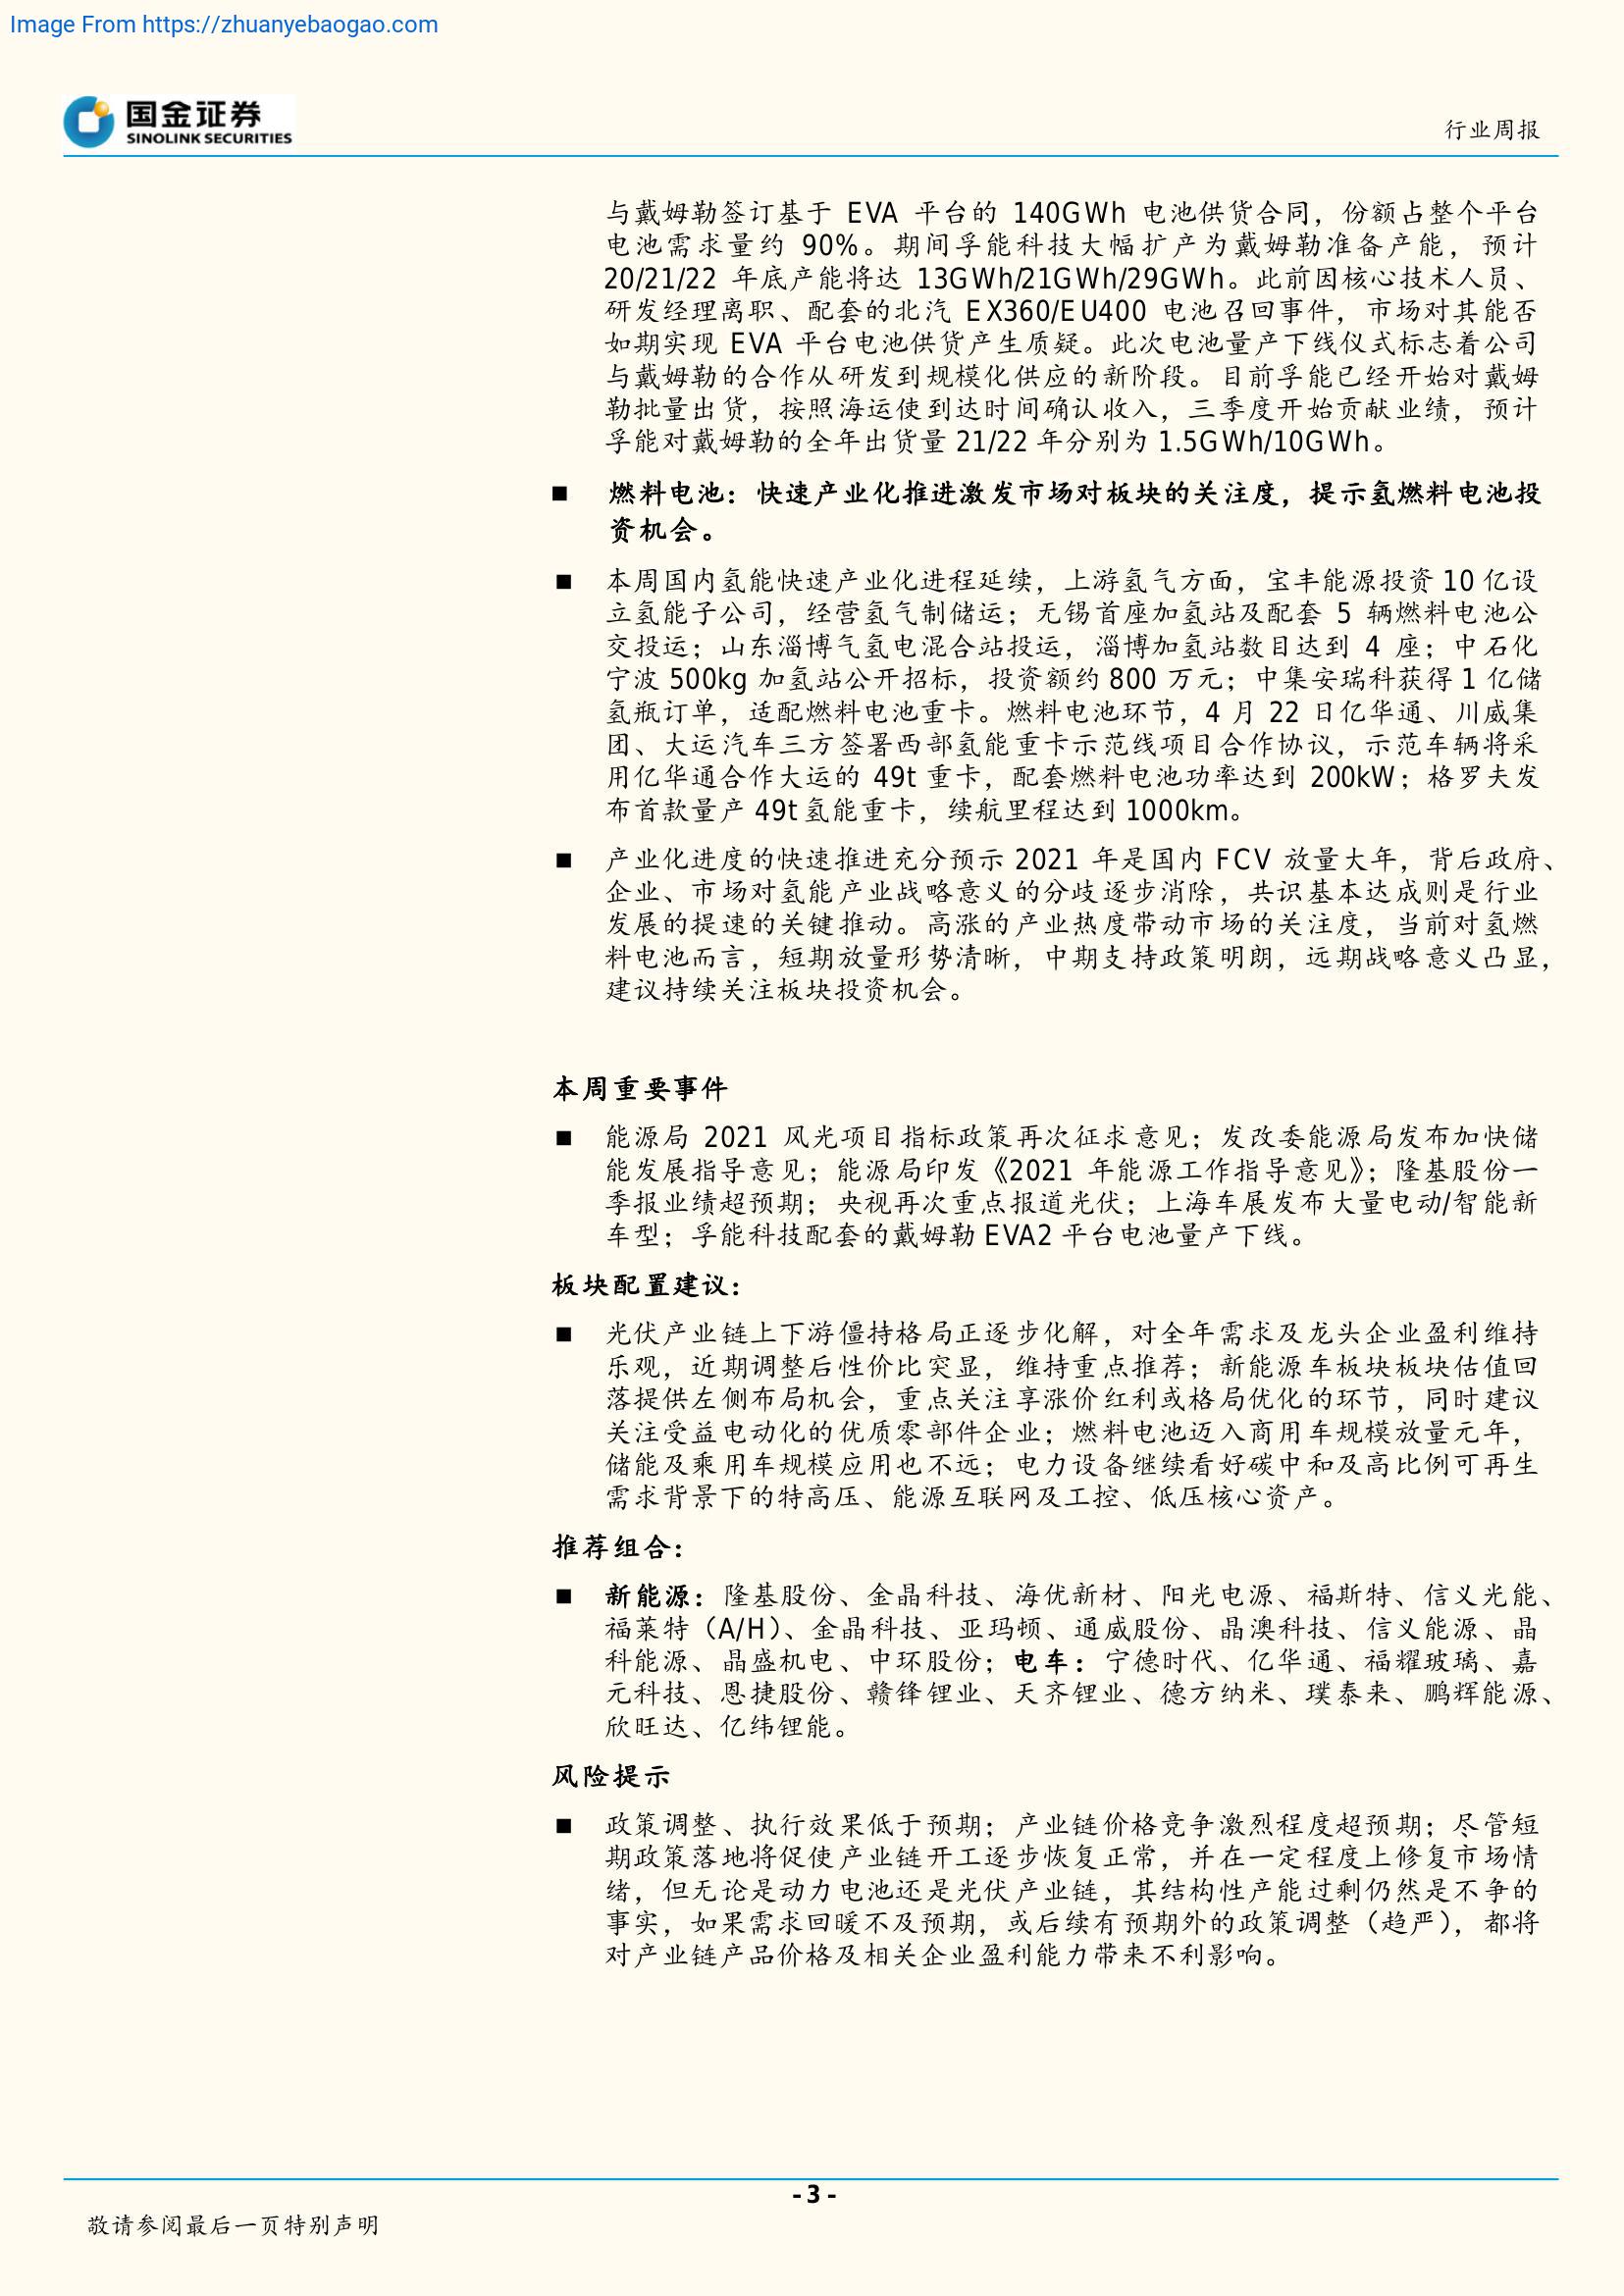 Image From https://zhuanyebaogao.com
国金证券
SINOLINK SECURITIES
行业周报
与戴姆勒签订基于 EVA 平台的 140GWh 电池供货合同，份额占整个平台
电池需求量约 90%。期间孚能科技大幅扩产为戴姆勒准备产能，预计
20/21/22 年底产能将达 13GWh/21GWh/29GWh。此前因核心技术人员、
研发经理离职、配套的北汽 EX360/EU400 电池召回事件，市场对其能否
如期实现 EVA 平台电池供货产生质疑。此次电池量产下线仪式标志着公司
与戴姆勒的合作从研发到规模化供应的新阶段。目前孚能已经开始对戴姆
勒批量出货，按照海运使到达时间确认收入，三季度开始贡献业绩，预计
孚能对戴姆勒的全年出货量 21/22 年分别为 1.5GWh/10GWh。
■ 燃料电池：快速产业化推进激发市场对板块的关注度，提示氢燃料电池投
资机会。
■ 本周国内氢能快速产业化进程延续，上游氢气方面，宝丰能源投资 10 亿设
立氢能子公司，经营氢气制储运；无锡首座加氢站及配套 5 辆燃料电池公
交投运；山东淄博气氢电混合站投运，淄博加氢站数目达到 4 座；中石化
宁波 500kg 加氢站公开招标，投资额约 800 万元；中集安瑞科获得 1 亿储
氢瓶订单，适配燃料电池重卡。燃料电池环节，4 月 22 日亿华通、川威集
团、大运汽车三方签署西部氢能重卡示范线项目合作协议，示范车辆将采
用亿华通合作大运的 49t 重卡，配套燃料电池功率达到 200kW；格罗夫发
布首款量产 49t 氢能重卡，续航里程达到 1000km。
■ 产业化进度的快速推进充分预示 2021 年是国内 FCV 放量大年，背后政府、
企业、市场对氢能产业战略意义的分歧逐步消除，共识基本达成则是行业
发展的提速的关键推动。高涨的产业热度带动市场的关注度，当前对氢燃
料电池而言，短期放量形势清晰，中期支持政策明朗，远期战略意义凸显，
建议持续关注板块投资机会。
本周重要事件
■ 能源局 2021 风光项目指标政策再次征求意见；发改委能源局发布加快储
能发展指导意见；能源局印发《2021 年能源工作指导意见》；隆基股份一
季报业绩超预期；央视再次重点报道光伏；上海车展发布大量电动/智能新
车型；孚能科技配套的戴姆勒 EVA2 平台电池量产下线。
板块配置建议：
■ 光伏产业链上下游僵持格局正逐步化解，对全年需求及龙头企业盈利维持
乐观，近期调整后性价比突显，维持重点推荐；新能源车板块板块估值回
落提供左侧布局机会，重点关注享涨价红利或格局优化的环节，同时建议
关注受益电动化的优质零部件企业；燃料电池迈入商用车规模放量元年，
储能及乘用车规模应用也不远；电力设备继续看好碳中和及高比例可再生
需求背景下的特高压、能源互联网及工控、低压核心资产。
推荐组合：
■ 新能源：隆基股份、金晶科技、海优新材、阳光电源、福斯特、信义光能、
福莱特（A/H）、金晶科技、亚玛顿、通威股份、晶澳科技、信义能源、晶
科能源、晶盛机电、中环股份；电车：宁德时代、亿华通、福耀玻璃、嘉
元科技、恩捷股份、赣锋锂业、天齐锂业、德方纳米、璞泰来、鹏辉能源、
欣旺达、亿纬锂能。
风险提示
■ 政策调整、执行效果低于预期；产业链价格竞争激烈程度超预期；尽管短
期政策落地将促使产业链开工逐步恢复正常，并在一定程度上修复市场情
绪，但无论是动力电池还是光伏产业链，其结构性产能过剩仍然是不争的
事实，如果需求回暖不及预期，或后续有预期外的政策调整（趋严），都将
对产业链产品价格及相关企业盈利能力带来不利影响。
- 3 -
敬请参阅最后一页特别声明